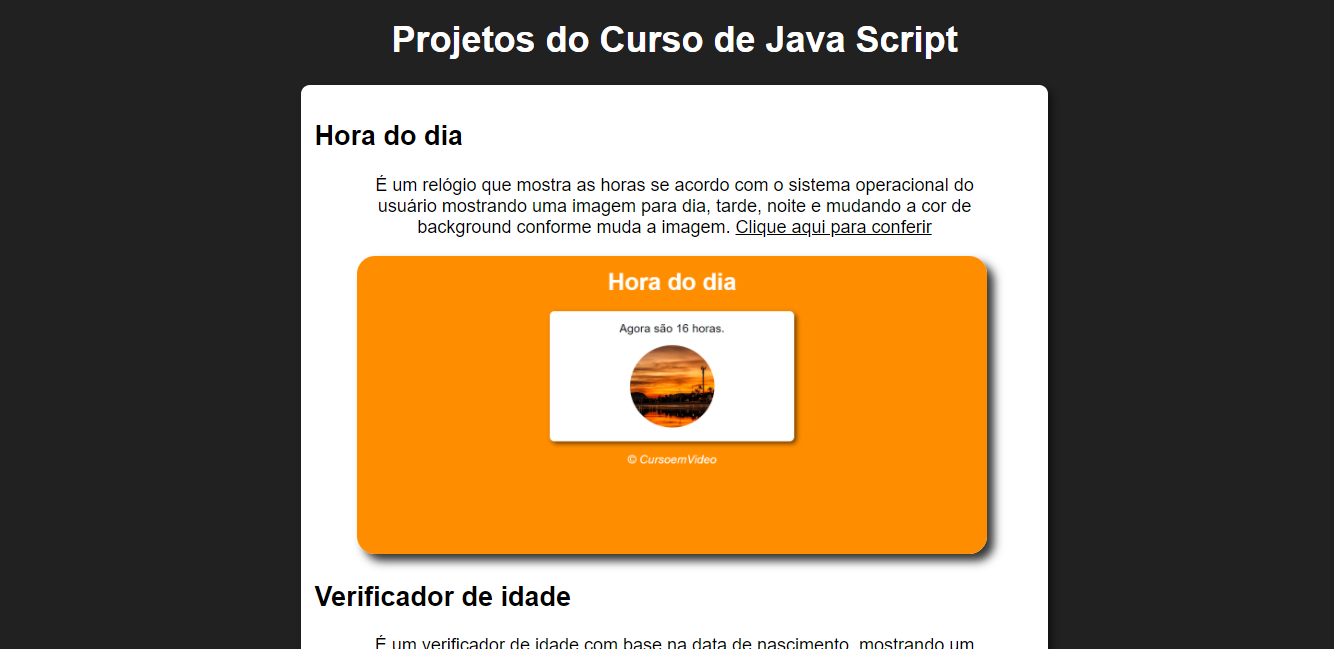 Projetos do Curso de Java Script
Hora do dia
É um relógio que mostra as horas se acordo com o sistema operacional do
usuário mostrando uma imagem para dia, tarde, noite e mudando a cor de
background conforme muda a imagem. Clique aqui para conferir
Hora do dia
Agora são 16 horas.
© CursoemVideo
Verificador de idade
É um verificador de idade com base na data de nascimento, mostrando um